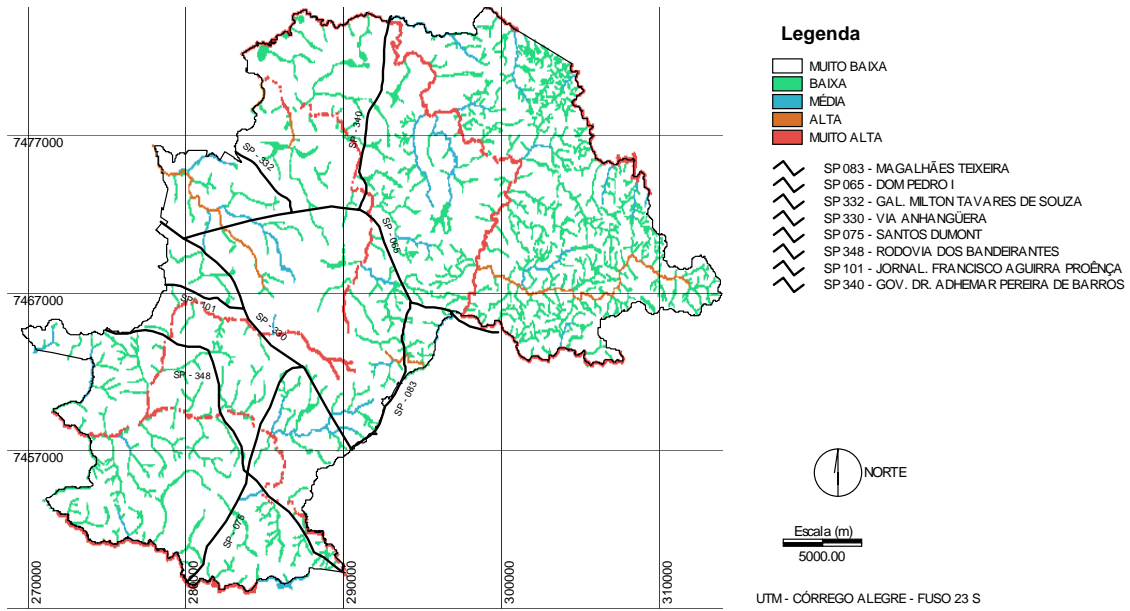 Legenda
MUITO BAIXA
BAIXA
MÉDIA
ALTA
MUITO ALTA
SP 083 - MAGALHÃES TEIXEIRA
SP 065 - DOM PEDRO I
SP 332 - GAL. MILTON TAVARES DE SOUZA
SP 330 - VIA ANHANGÜERA
SP 075 - SANTOS DUMONT
SP 348 - RODOVIA DOS BANDEIRANTES
SP 101 - JORNAL. FRANCISCO AGUIRRA PROÊNÇA
SP 340 - GOV. DR. ADHEMAR PEREIRA DE BARROS
7477000
SP - 340
SP - 332
SP - 065
7467000
SP - 101
SP - 330
SP - 348
SP - 083
7457000
SP - 075
NORTE
Escala (m)
5000.00
270000
280000
290000
300000
310000
UTM - CÓRREGO ALEGRE - FUSO 23 S